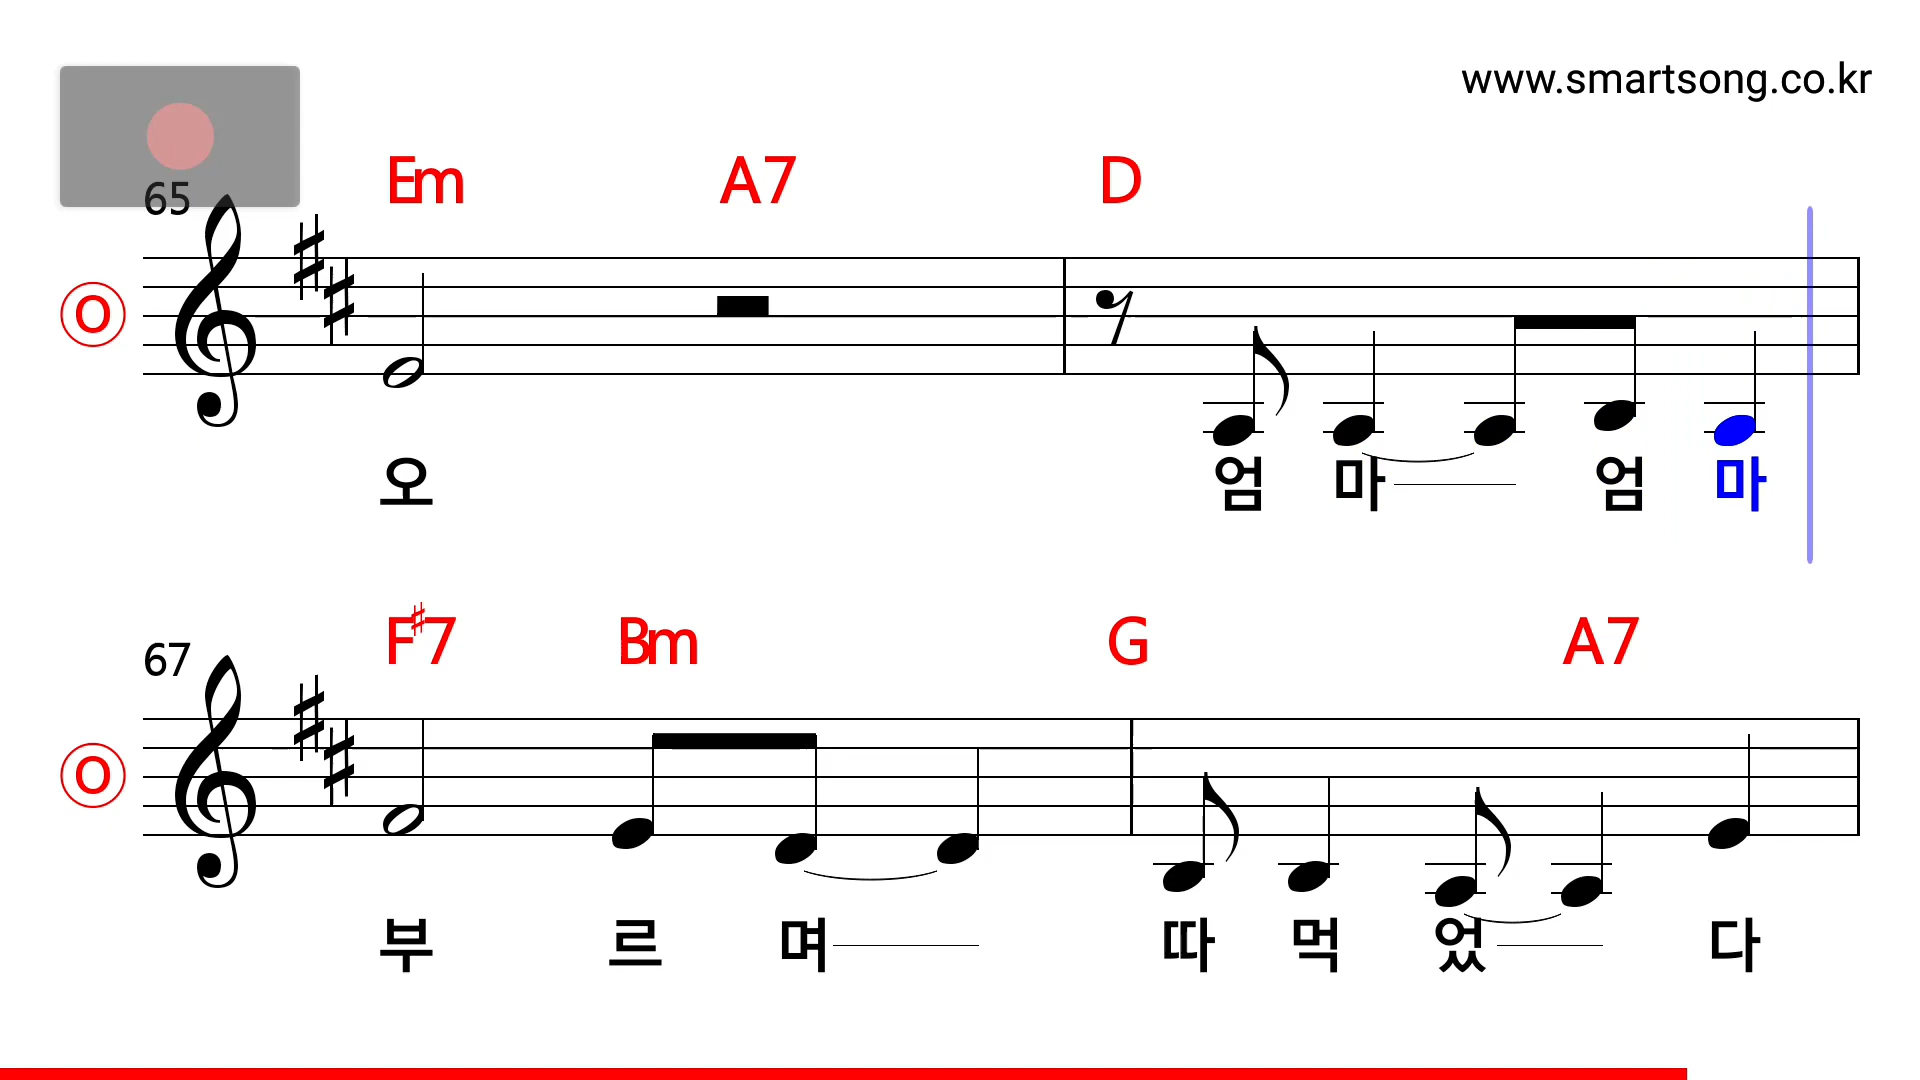 www.smartsong.co.kr
Em A7 D
65
O
오 엄 마 엄 마
F♯7 Bm G A7
67
O
부 르 며 따 먹 었 다